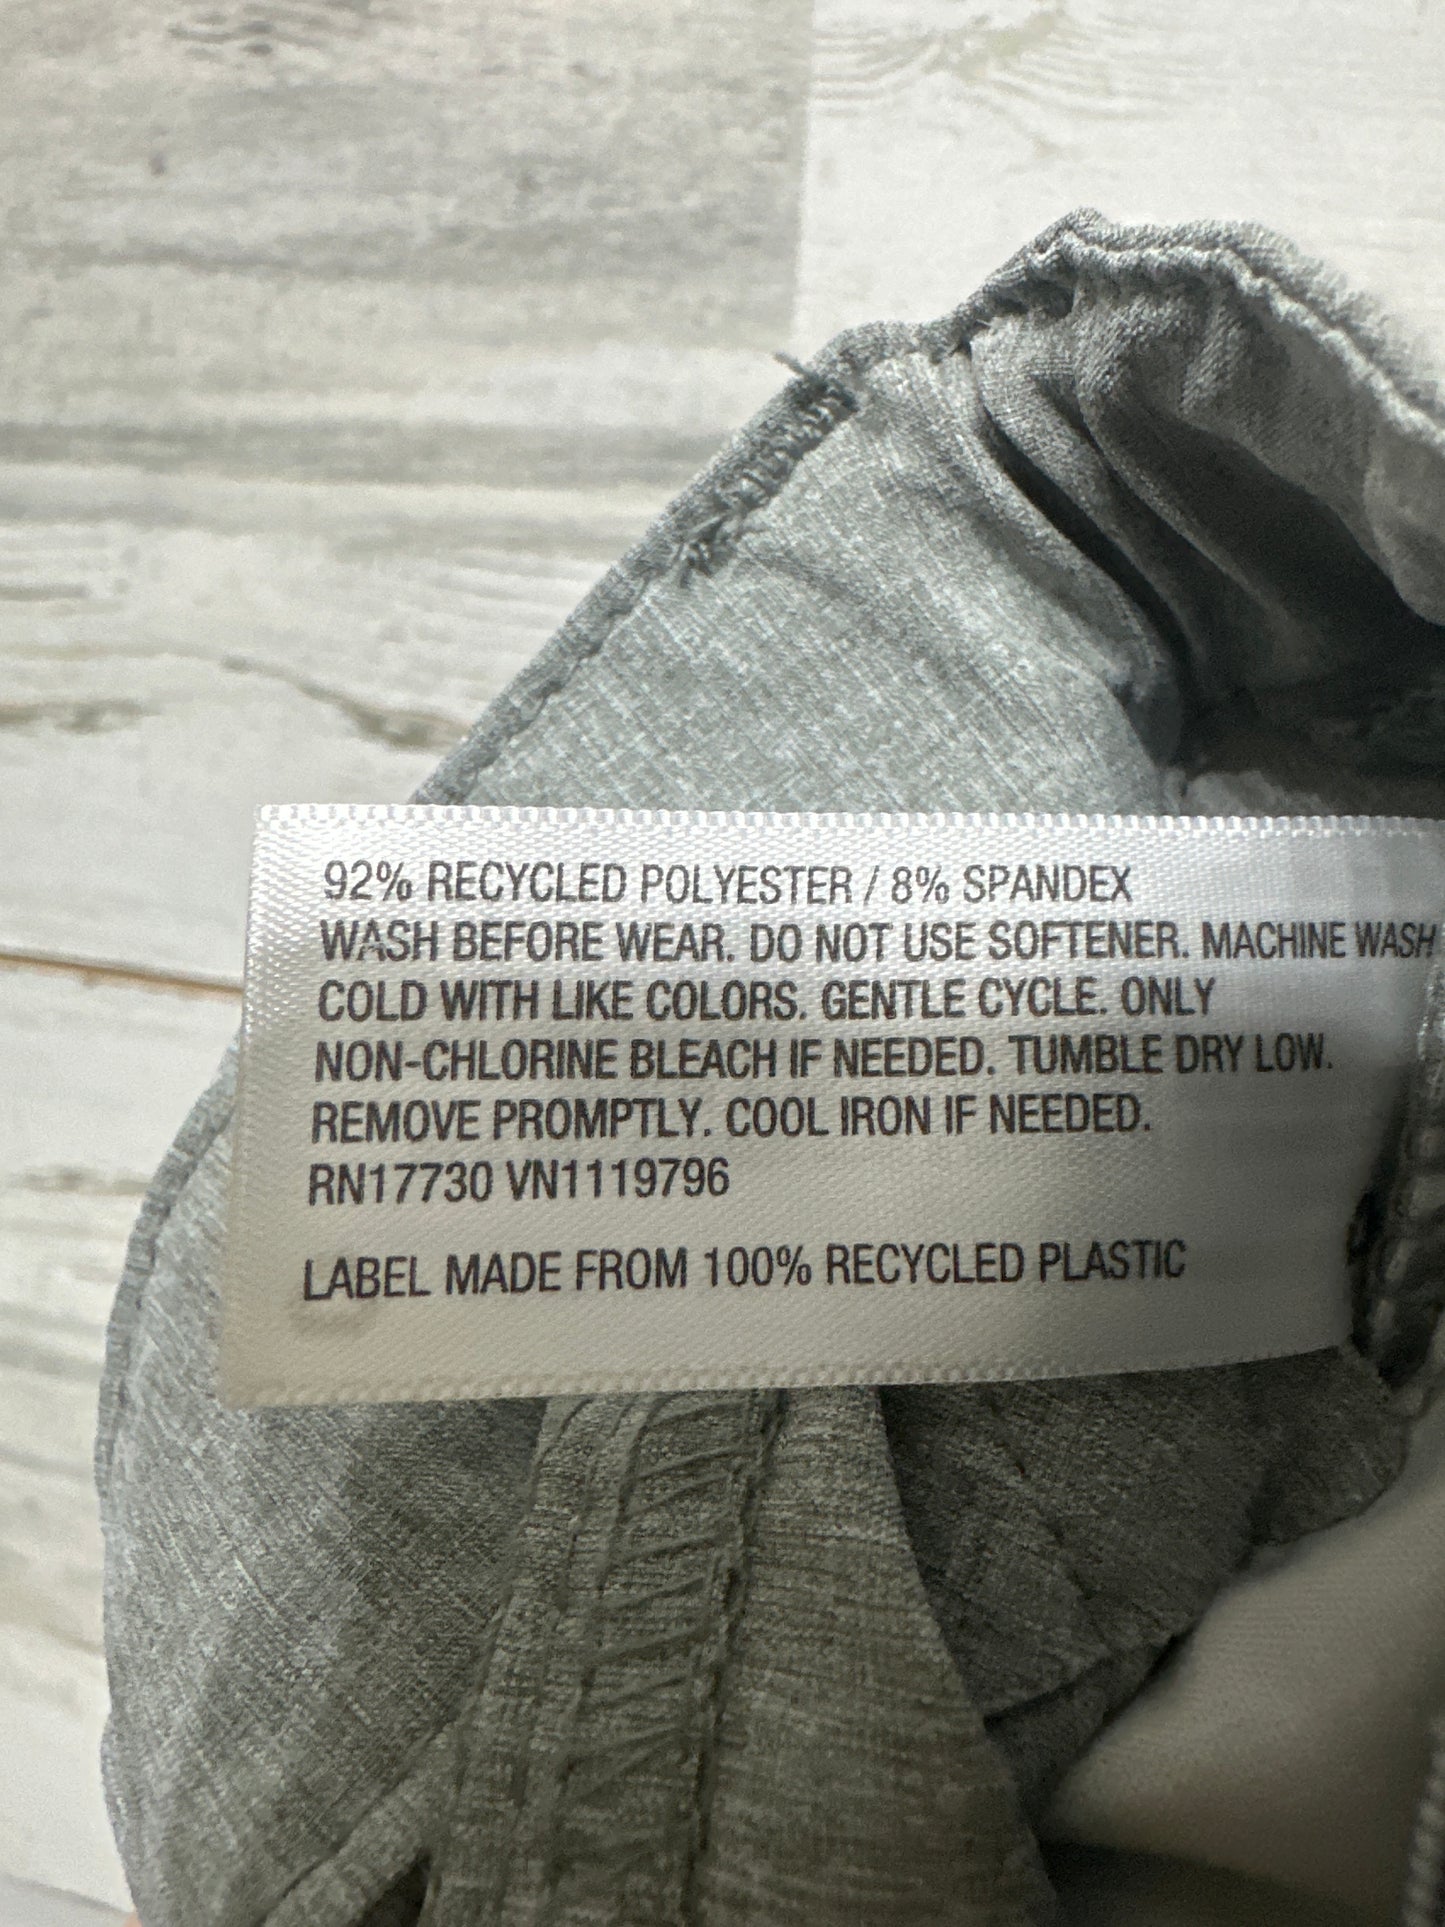 92% RECYCLED POLYESTER / 8% SPANDEX
WASH BEFORE WEAR. DO NOT USE SOFTENER. MACHINE WASH
COLD WITH LIKE COLORS. GENTLE CYCLE. ONLY
NON-CHLORINE BLEACH IF NEEDED. TUMBLE DRY LOW.
REMOVE PROMPTLY. COOL IRON IF NEEDED.
RN17730 VN1119796
LABEL MADE FROM 100% RECYCLED PLASTIC